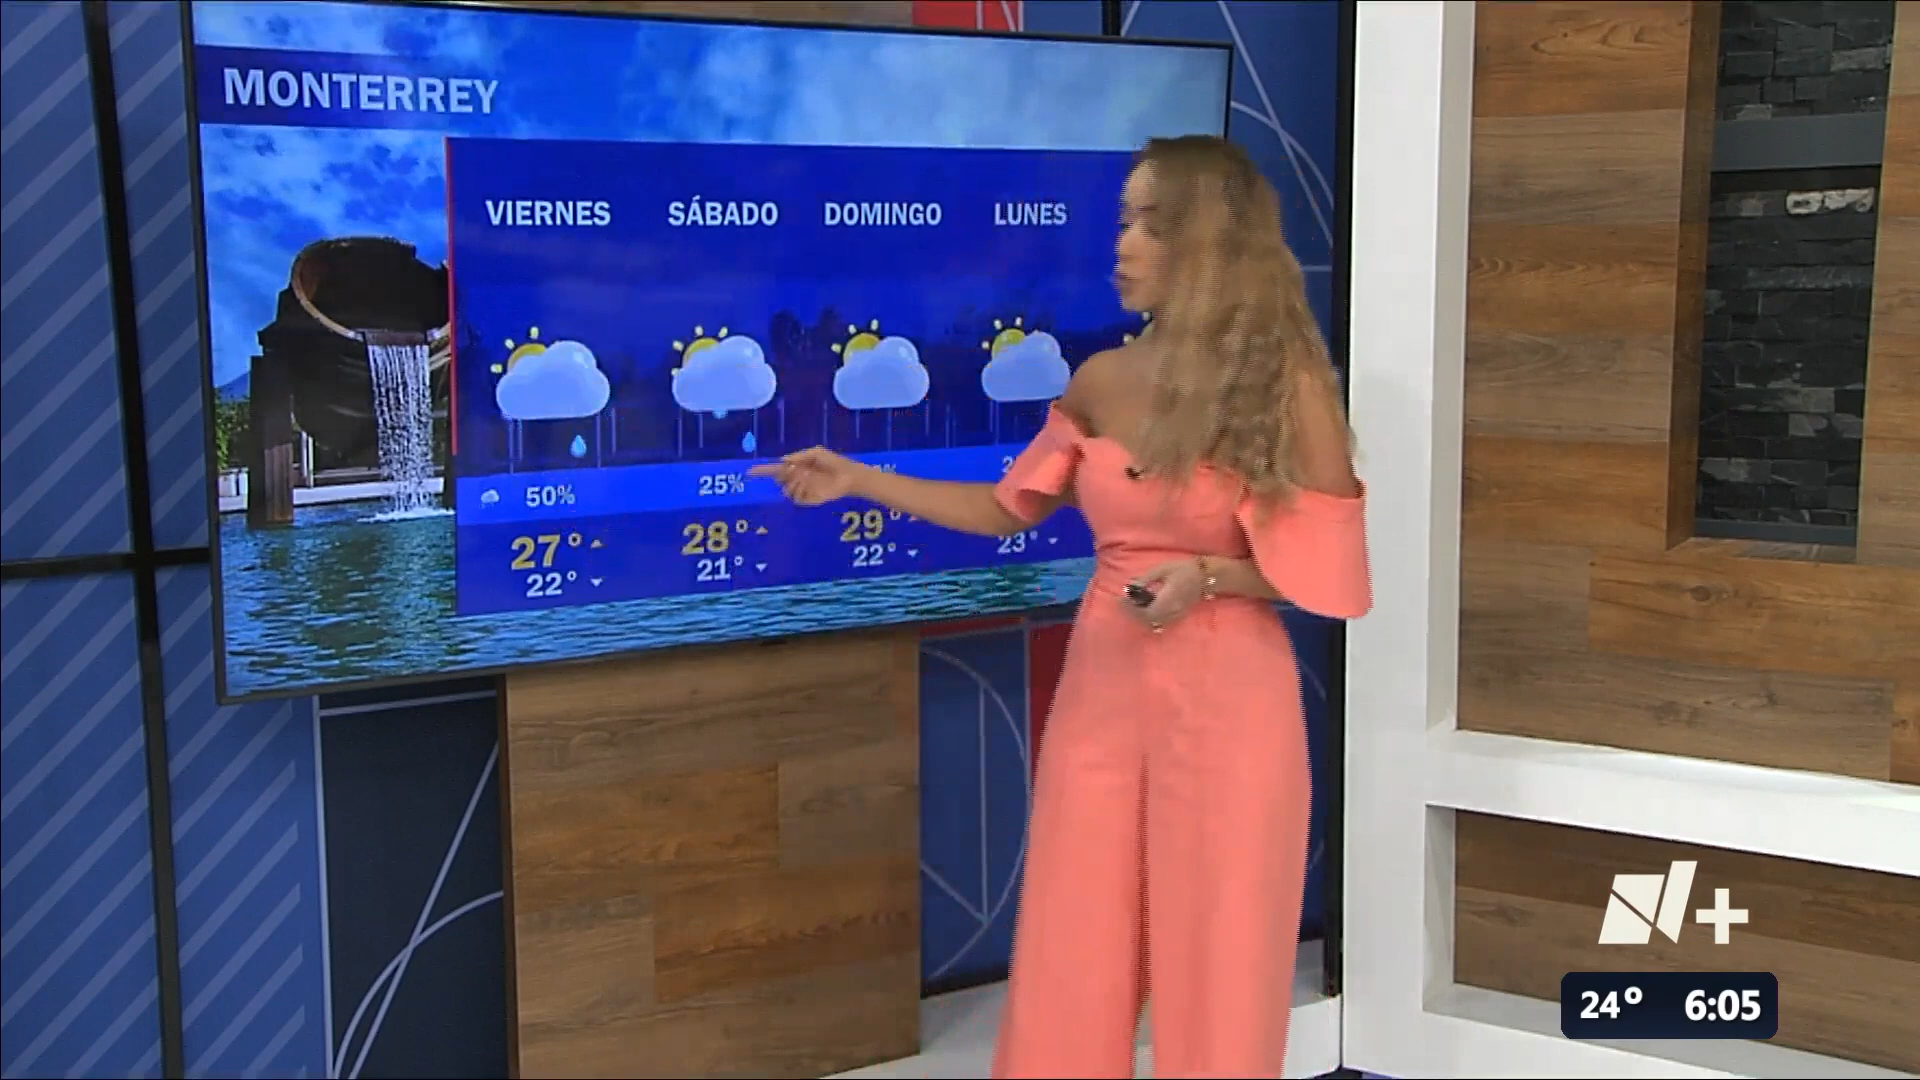 MONTERREY
VIERNES SÁBADO DOMINGO LUNES
50% 25%
27° 28° 29°
22° 21° 22° 23°
N+
24° 6:05